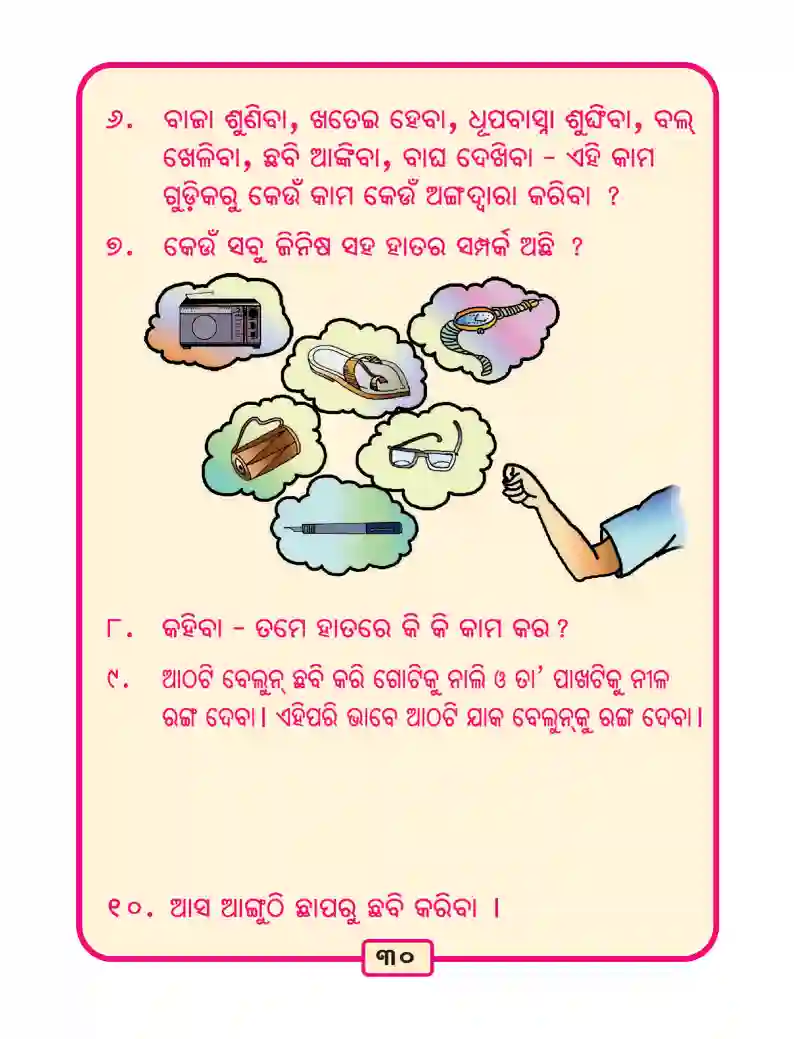 ୬. ବାଜା ଶୁଣିବା, ଖତେଇ ହେବା, ଧୂପବାସ୍ନା ଶୁଙ୍ଘିବା, ବଲ୍
ଖେଳିବା, ଛବି ଆଙ୍କିବା, ବାଘ ଦେଖିବା - ଏହି କାମ
ଗୁଡ଼ିକରୁ କେଉଁ କାମ କେଉଁ ଅଙ୍ଗଦ୍ୱାରା କରିବା ?
୭. କେଉଁ ସବୁ ଜିନିଷ ସହ ହାତର ସମ୍ପର୍କ ଅଛି ?
୮. କହିବା - ତମେ ହାତରେ କି କି କାମ କର ?
୯. ଆଠଟି ବେଲୁନ୍ ଛବି କରି ଗୋଟିକୁ ନାଲି ଓ ତା’ ପାଖଟିକୁ ନୀଳ
ରଙ୍ଗ ଦେବା। ଏହିପରି ଭାବେ ଆଠଟି ଯାକ ବେଲୁନ୍‌କୁ ରଙ୍ଗ ଦେବା।
୧୦. ଆସ ଆଙ୍ଗୁଠି ଛାପରୁ ଛବି କରିବା ।
୩୦